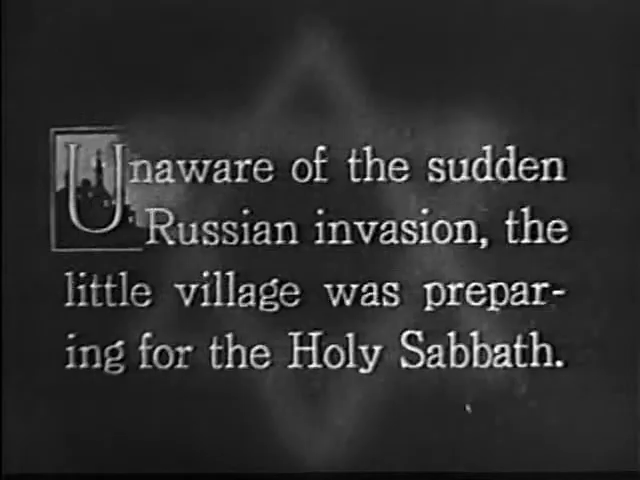 Unaware of the sudden
Russian invasion, the
little village was prepar-
ing for the Holy Sabbath.